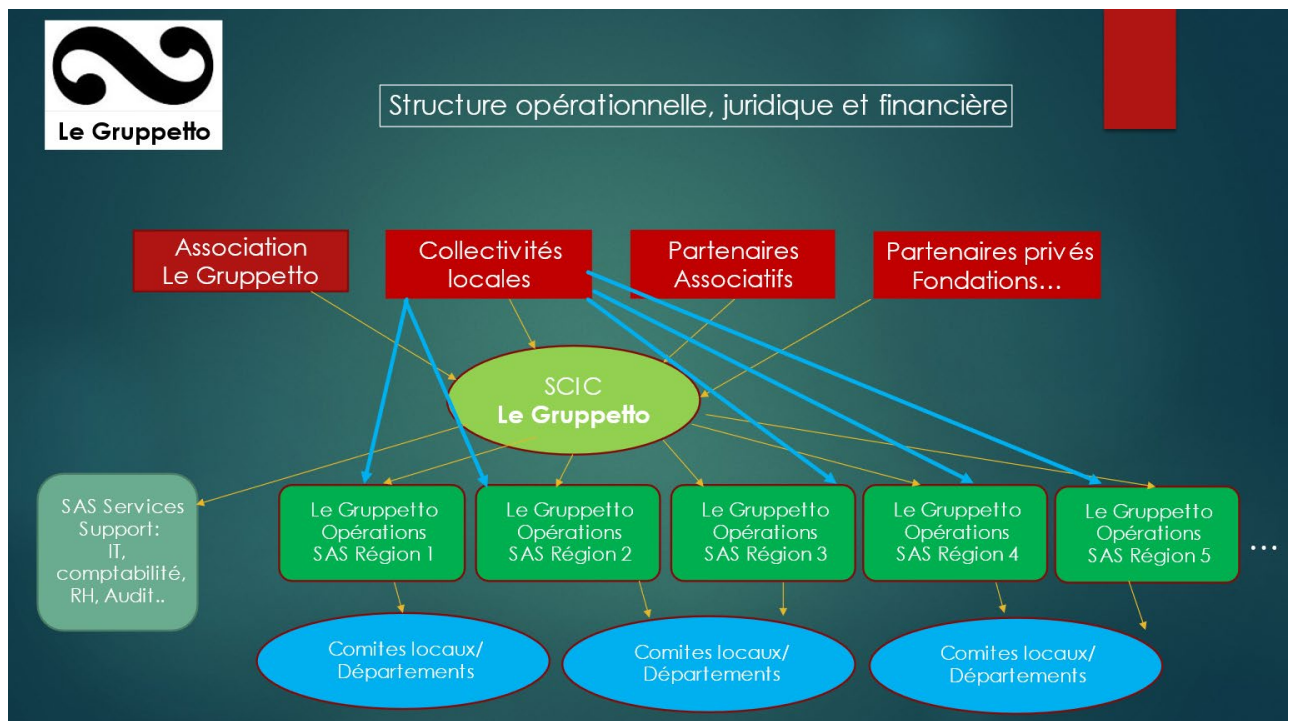 Le Gruppetto
Structure opérationnelle, juridique et financière
Association
Le Gruppetto
Collectivités
locales
Partenaires
Associatifs
Partenaires privés
Fondations…
SCIC
Le Gruppetto
SAS Services
Support:
IT,
comptabilité,
RH, Audit..
Le Gruppetto
Opérations
SAS Région 1
Le Gruppetto
Opérations
SAS Région 2
Le Gruppetto
Opérations
SAS Région 3
Le Gruppetto
Opérations
SAS Région 4
Le Gruppetto
Opérations
SAS Région 5
…
Comites locaux/
Départements
Comites locaux/
Départements
Comites locaux/
Départements